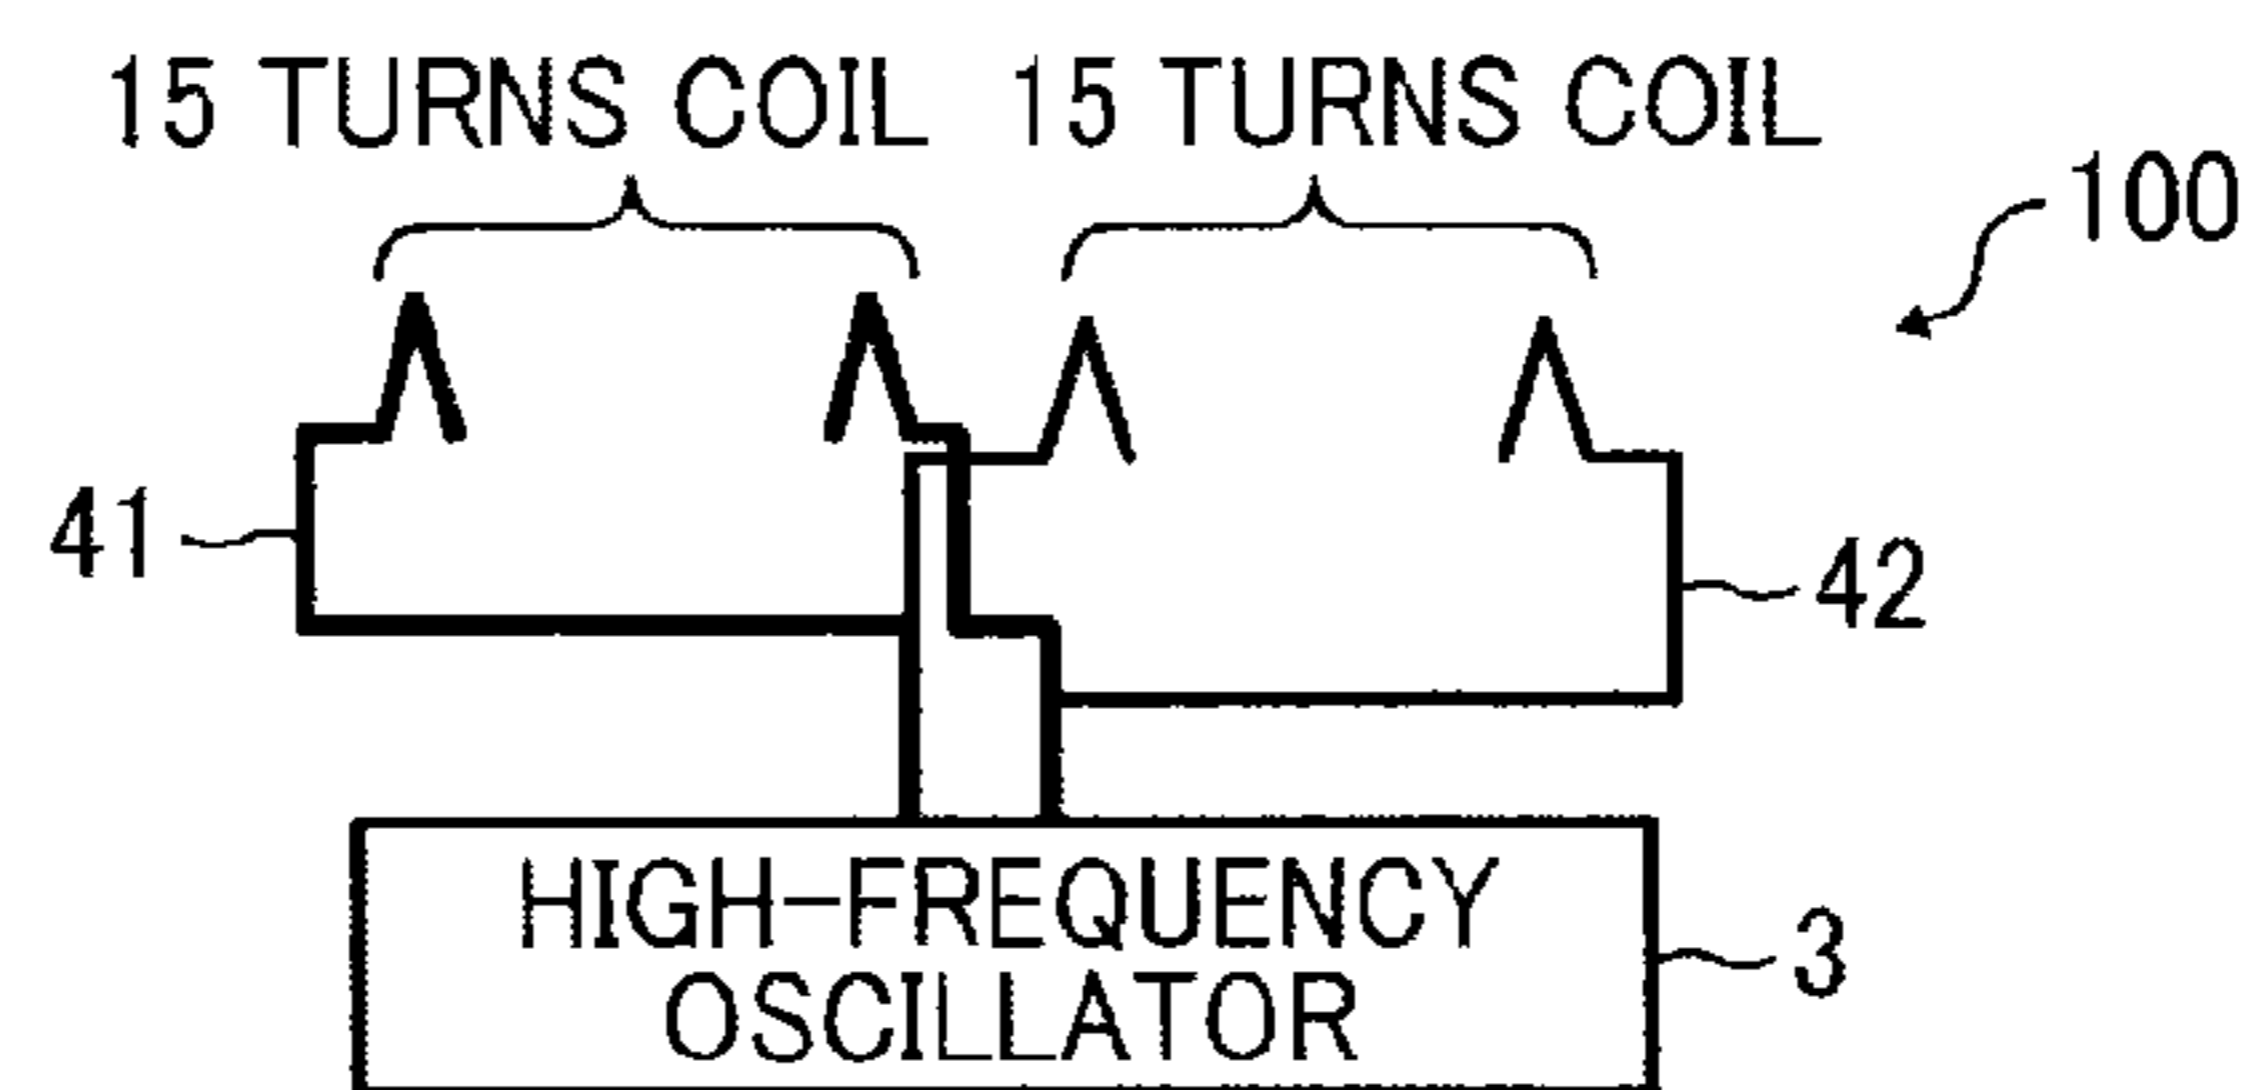 15 TURNS COIL 15 TURNS COIL
100
41
42
HIGH-FREQUENCY
OSCILLATOR
3